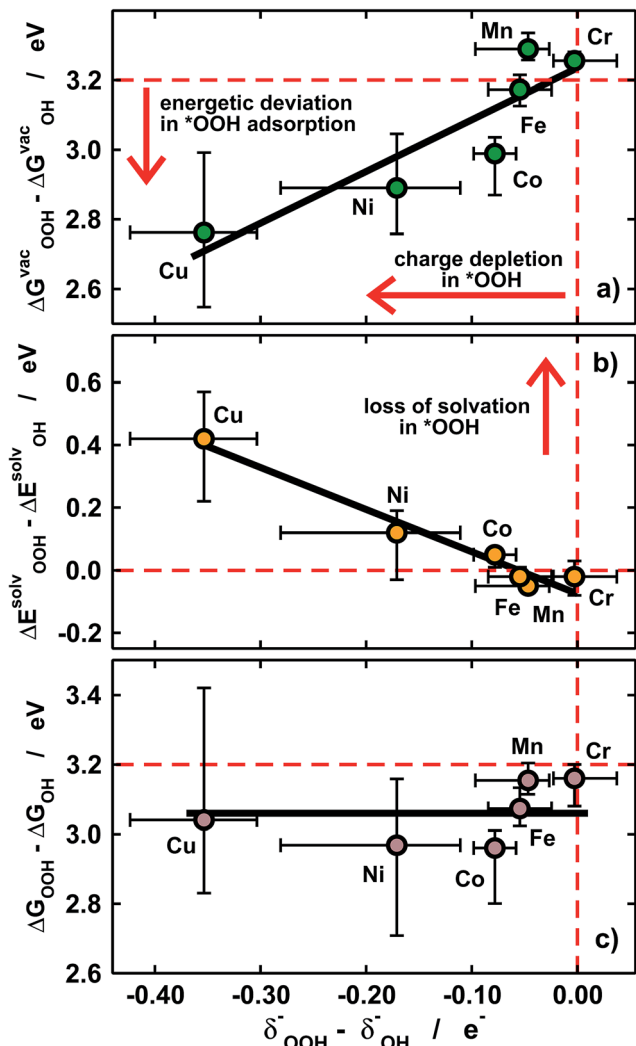 ΔG^vac_OOH - ΔG^vac_OH / eV
3.2
3.0
2.8
2.6
Mn
Cr
energetic deviation
in *OOH adsorption
Fe
Co
Ni
Cu
charge depletion
in *OOH
a)
ΔE^solv_OOH - ΔE^solv_OH / eV
0.6
0.4
0.2
0.0
-0.2
b)
Cu
loss of solvation
in *OOH
Ni
Co
Fe
Mn
Cr
ΔG_OOH - ΔG_OH / eV
3.4
3.2
3.0
2.8
2.6
Mn
Cr
Cu
Fe
Ni
Co
c)
-0.40
-0.30
-0.20
-0.10
0.00
δ^-_OOH - δ^-_OH / e^-